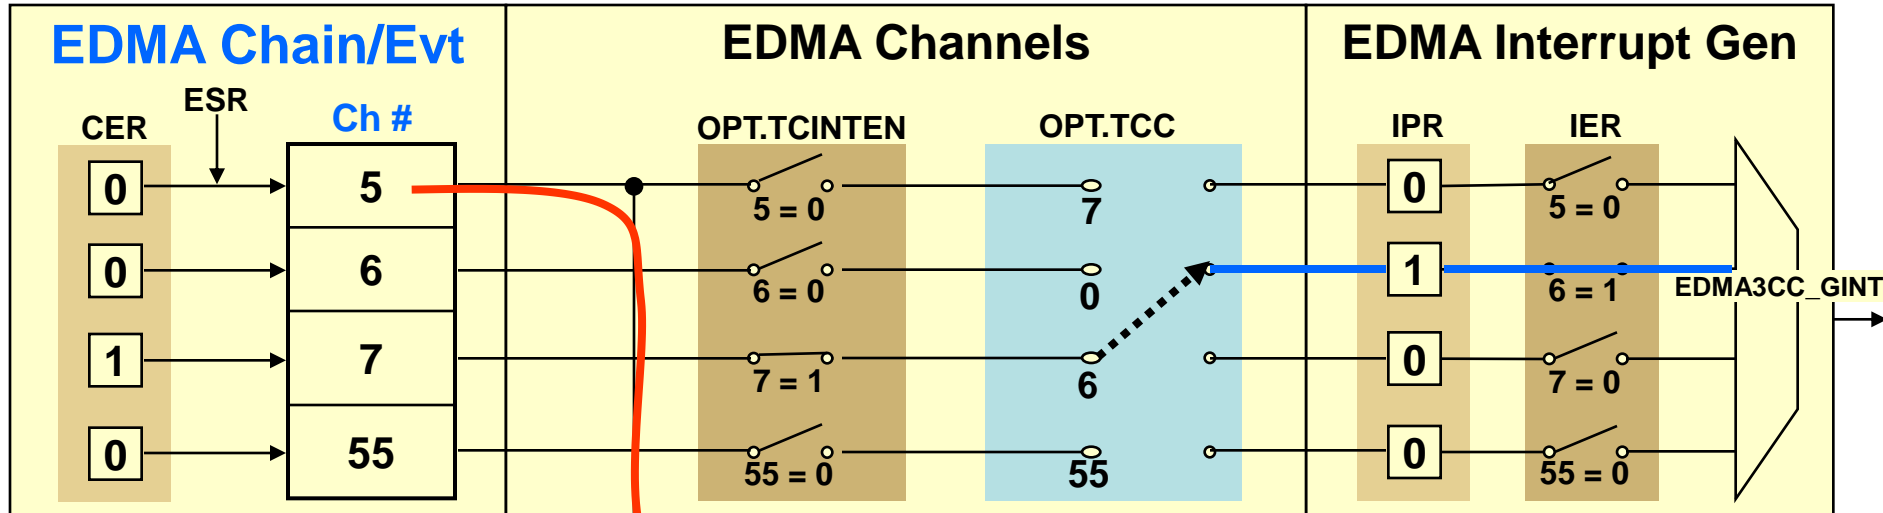 EDMA Chain/Evt
EDMA Channels
EDMA Interrupt Gen
ESR
CER
Ch #
OPT.TCINTEN
OPT.TCC
IPR
IER
0
5
5 = 0
7
0
5 = 0
0
6
6 = 0
0
1
6 = 1
EDMA3CC_GINT
1
7
7 = 1
6
0
7 = 0
0
55
55 = 0
55
0
55 = 0